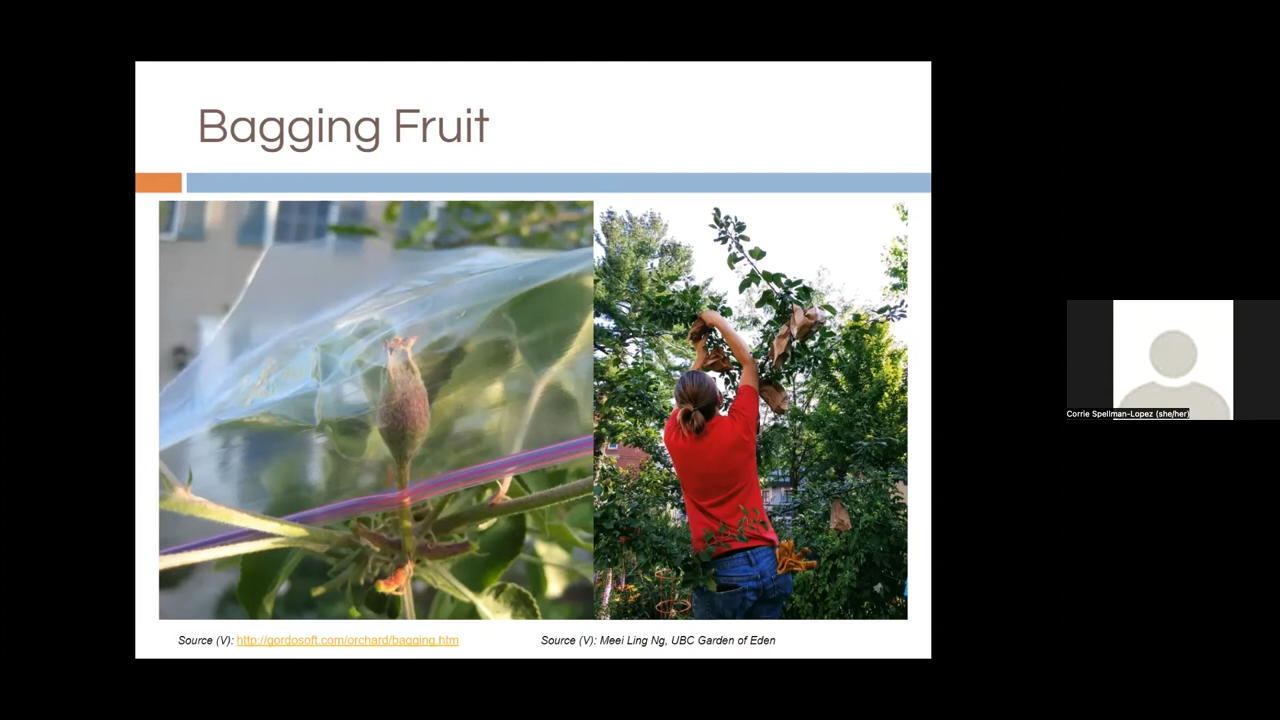 Bagging Fruit
Source (V): http://gordosoft.com/orchard/bagging.htm
Source (V): Meei Ling Ng, UBC Garden of Eden
Corrie Spellman-Lopez (she/her)